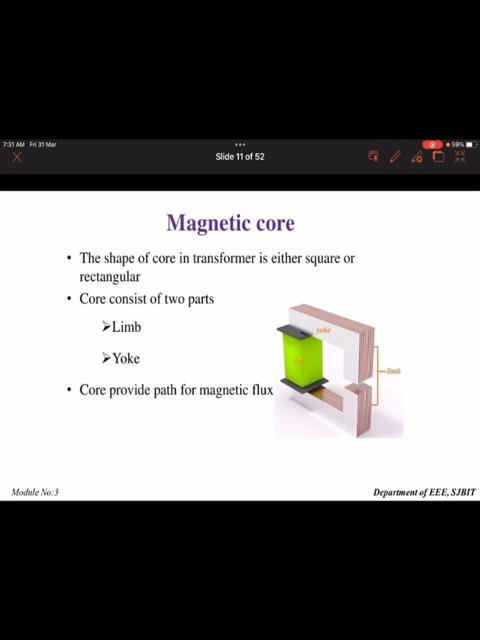 7:31 AM Fri 31 Mar
59%
Slide 11 of 52
Magnetic core
• The shape of core in transformer is either square or
rectangular
• Core consist of two parts
➢Limb
➢Yoke
yoke
limb
• Core provide path for magnetic flux
Module No:3
Department of EEE, SJBIT